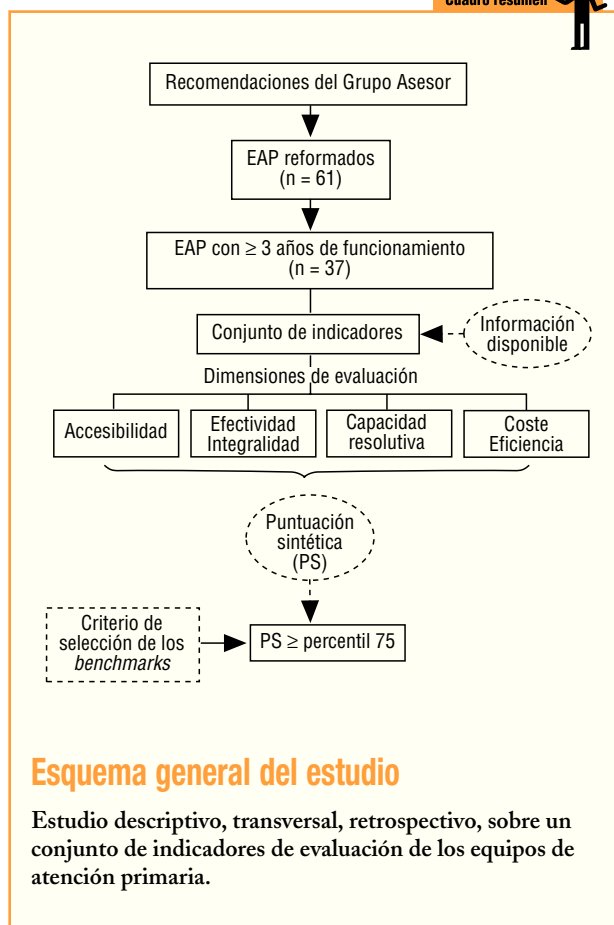 Cuadro resumen
Recomendaciones del Grupo Asesor
EAP reformados
(n = 61)
EAP con ≥ 3 años de funcionamiento
(n = 37)
Conjunto de indicadores
Información
disponible
Dimensiones de evaluación
Accesibilidad
Efectividad
Integralidad
Capacidad
resolutiva
Coste
Eficiencia
Puntuación
sintética
(PS)
Criterio de
selección de los
benchmarks
PS ≥ percentil 75
Esquema general del estudio
Estudio descriptivo, transversal, retrospectivo, sobre un
conjunto de indicadores de evaluación de los equipos de
atención primaria.